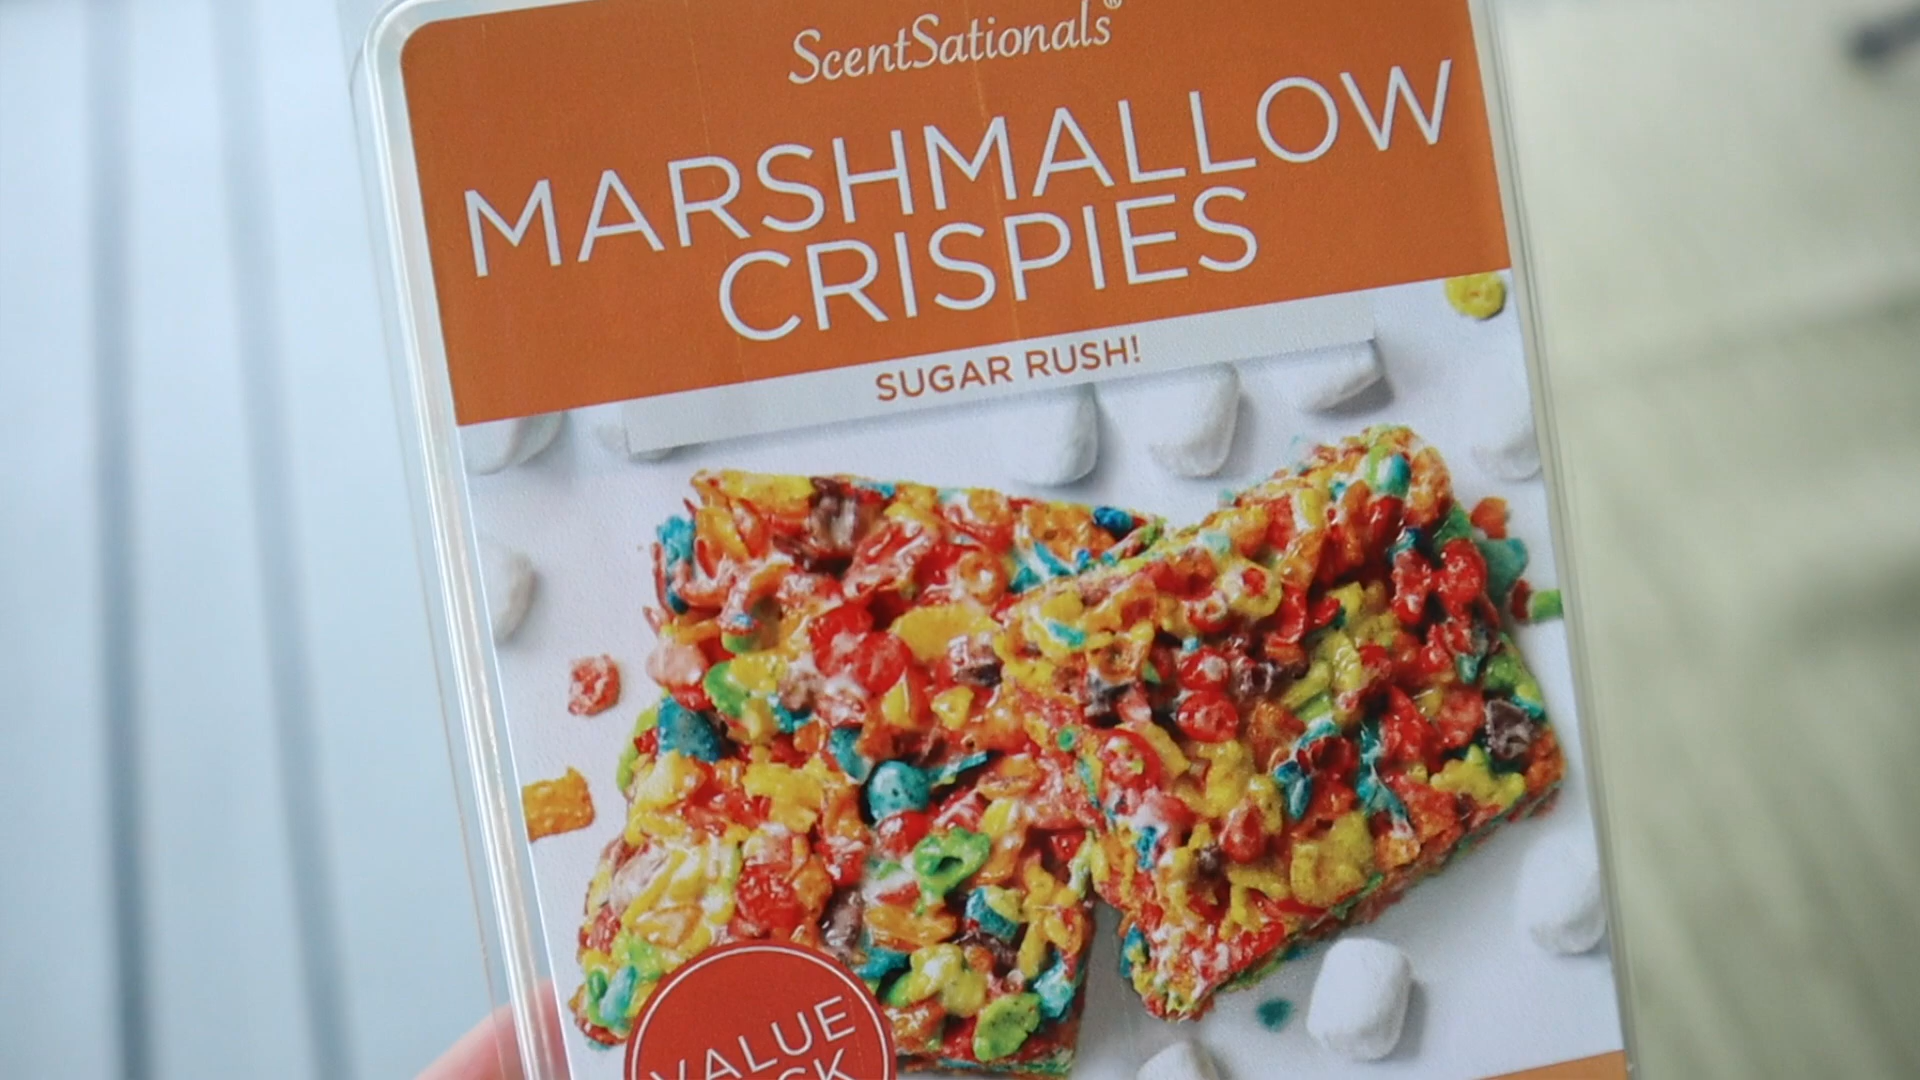 ScentSationals®
MARSHMALLOW
CRISPIES
SUGAR RUSH!
VALUE